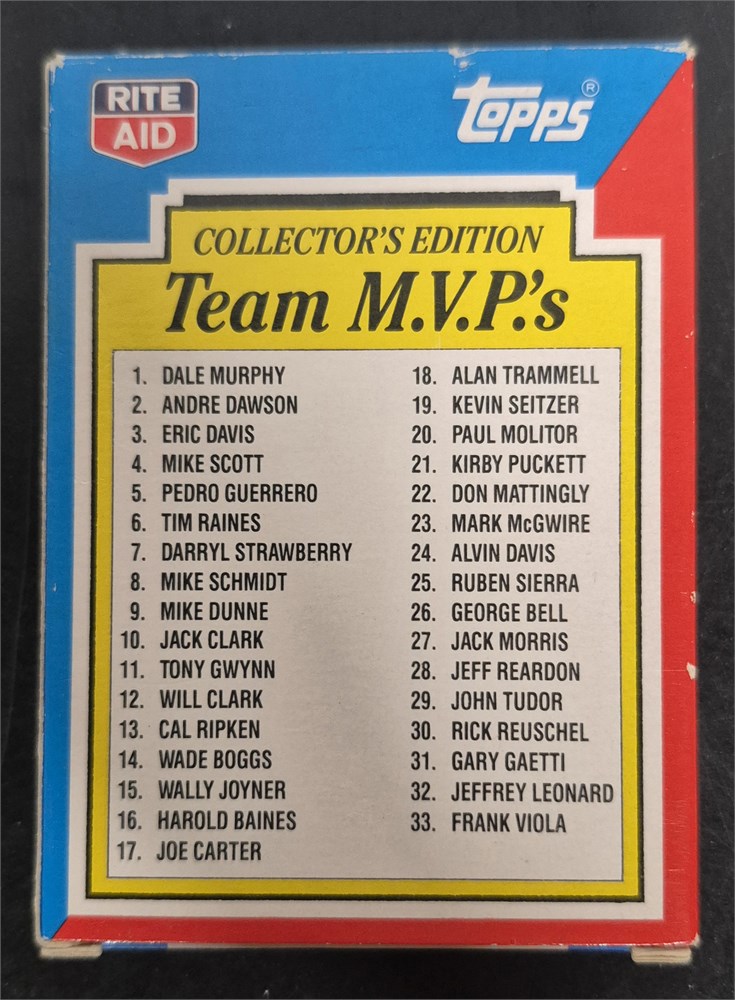 RITE
AID
Topps®
COLLECTOR'S EDITION
Team M.V.P.'s
1. DALE MURPHY
2. ANDRE DAWSON
3. ERIC DAVIS
4. MIKE SCOTT
5. PEDRO GUERRERO
6. TIM RAINES
7. DARRYL STRAWBERRY
8. MIKE SCHMIDT
9. MIKE DUNNE
10. JACK CLARK
11. TONY GWYNN
12. WILL CLARK
13. CAL RIPKEN
14. WADE BOGGS
15. WALLY JOYNER
16. HAROLD BAINES
17. JOE CARTER
18. ALAN TRAMMELL
19. KEVIN SEITZER
20. PAUL MOLITOR
21. KIRBY PUCKETT
22. DON MATTINGLY
23. MARK McGWIRE
24. ALVIN DAVIS
25. RUBEN SIERRA
26. GEORGE BELL
27. JACK MORRIS
28. JEFF REARDON
29. JOHN TUDOR
30. RICK REUSCHEL
31. GARY GAETTI
32. JEFFREY LEONARD
33. FRANK VIOLA